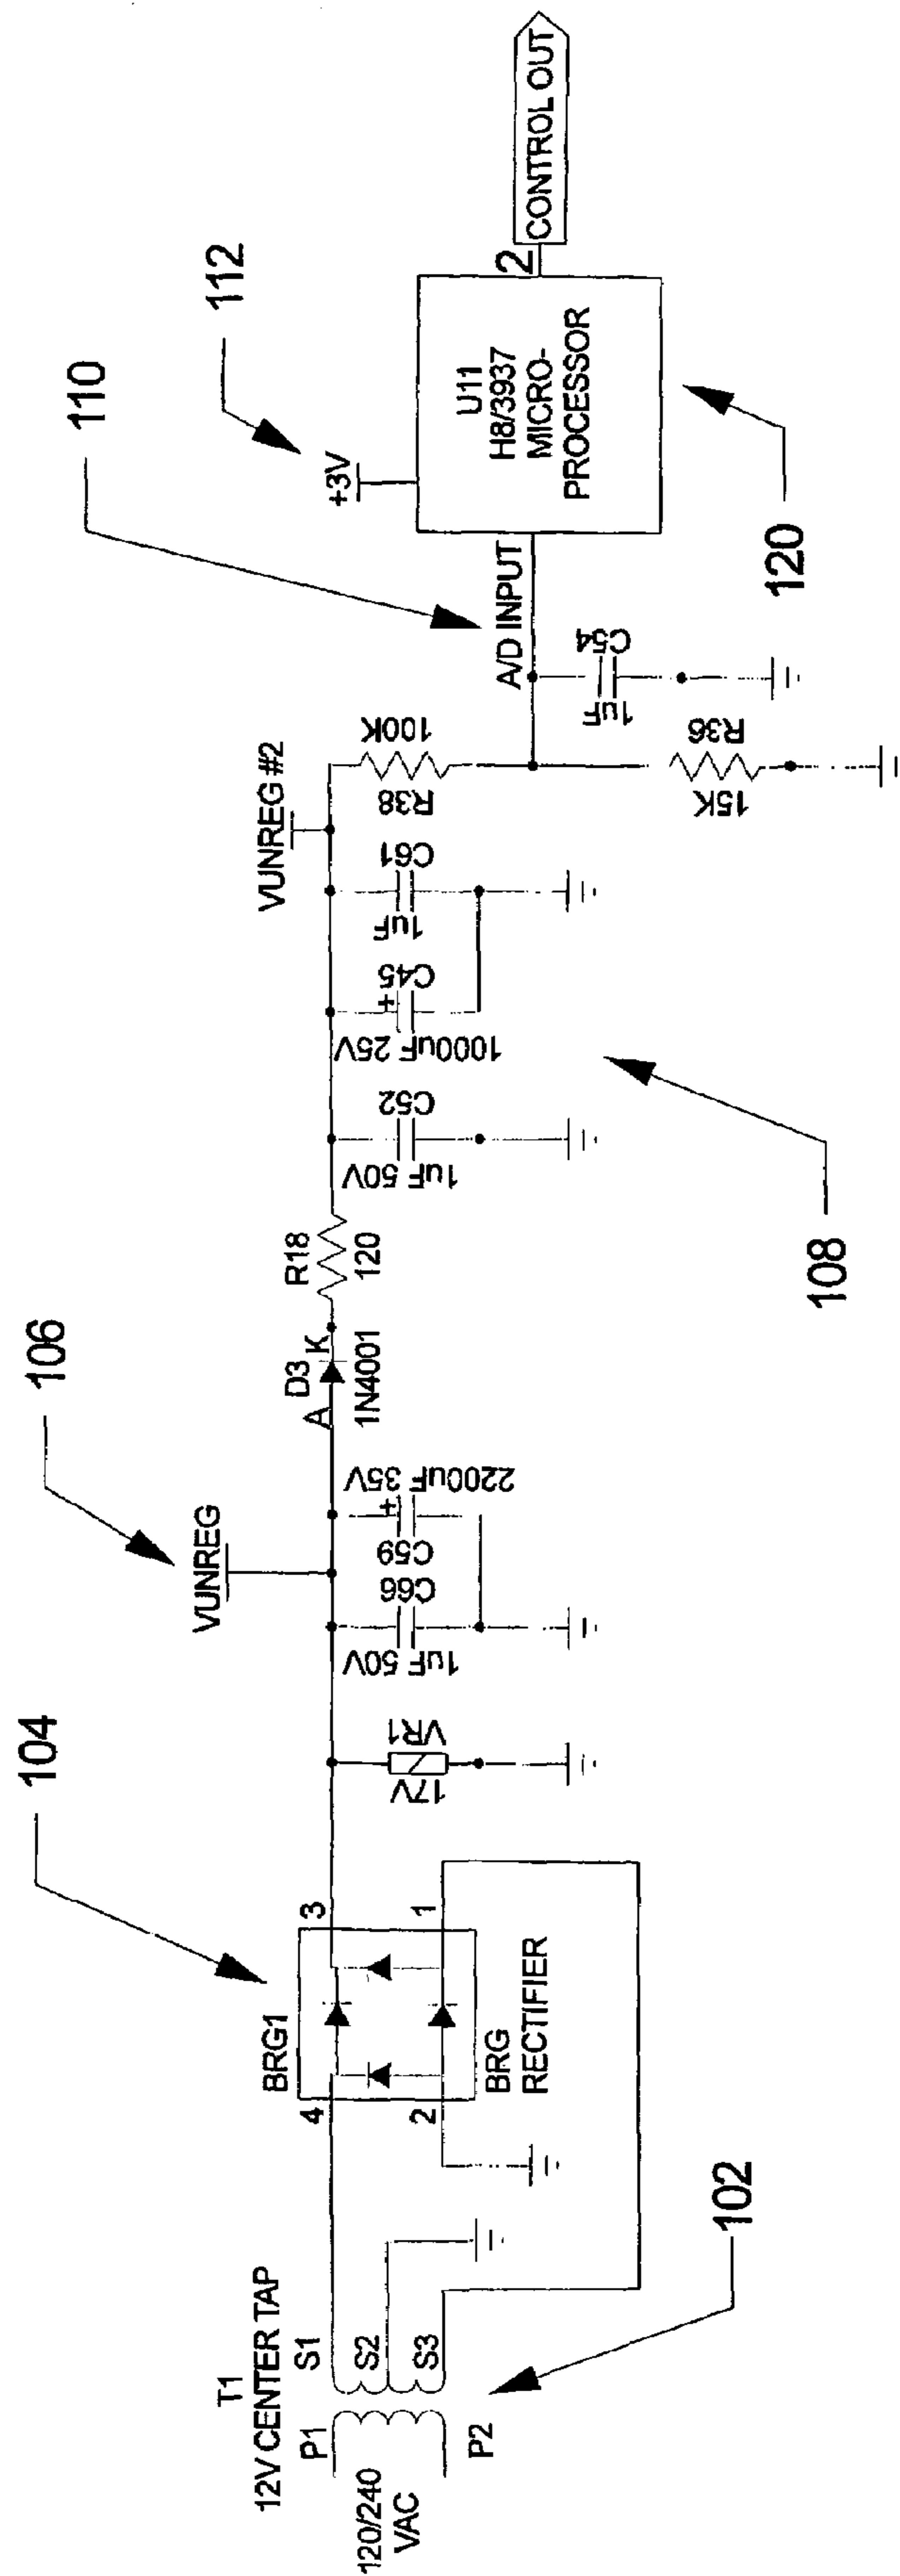 T1
12V CENTER TAP
P1
S1
120/240
VAC
S2
P2
S3
102
BRG1
4
3
2
1
BRG
RECTIFIER
104
VR1
17V
VUNREG
106
C66
1uF 50V
C59
2200uF 35V
+
D3
A
K
1N4001
R18
120
C52
1uF 50V
C45
1000uF 25V
+
C61
1uF
108
VUNREG #2
R38
100K
R36
15K
A/D INPUT
110
C54
1uF
+3V
112
U11
H8/3937
MICRO-
PROCESSOR
120
2
CONTROL OUT